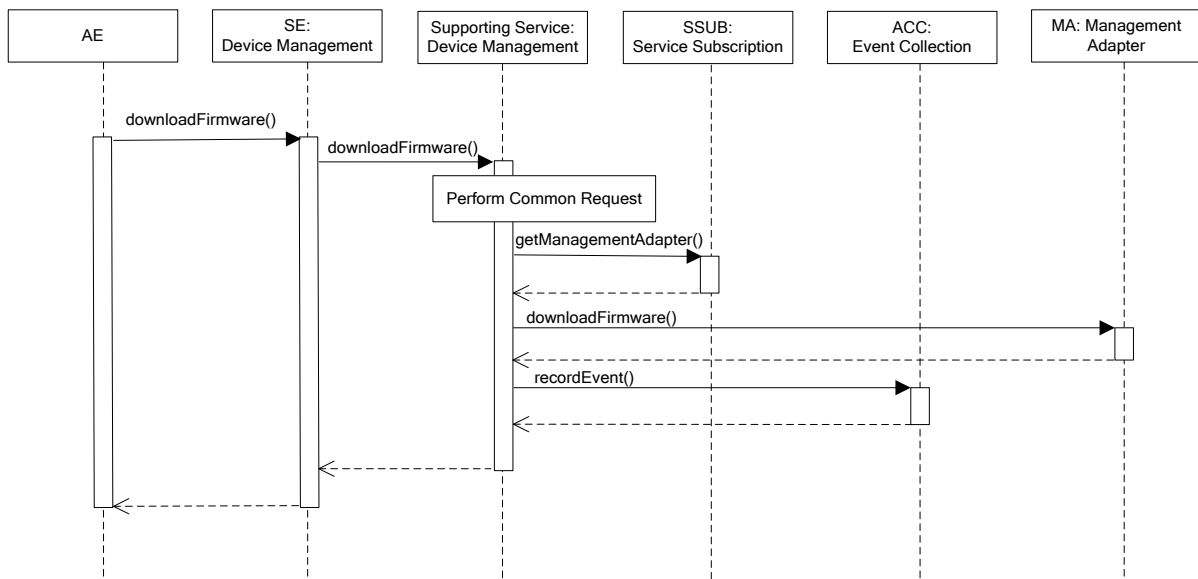 AE
SE:
Device Management
Supporting Service:
Device Management
SSUB:
Service Subscription
ACC:
Event Collection
MA: Management
Adapter
downloadFirmware()
downloadFirmware()
Perform Common Request
getManagementAdapter()
downloadFirmware()
recordEvent()